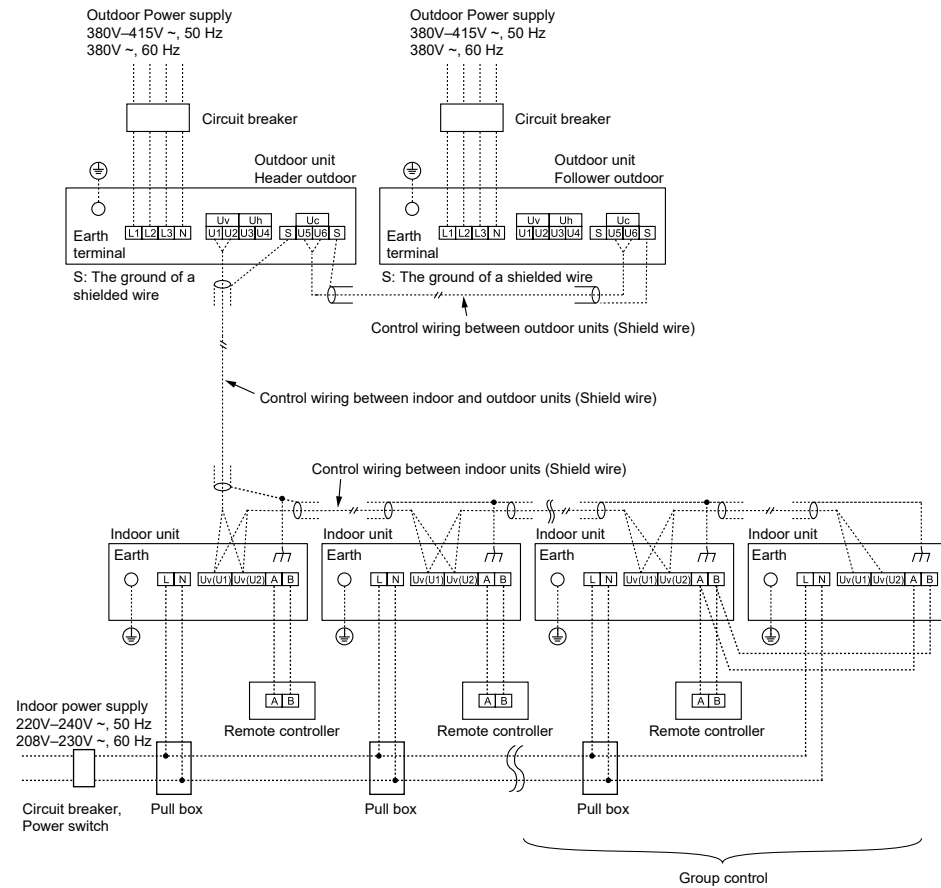 Outdoor Power supply
380V–415V ~, 50 Hz
380V ~, 60 Hz
Outdoor Power supply
380V–415V ~, 50 Hz
380V ~, 60 Hz
Circuit breaker
Circuit breaker
Outdoor unit
Header outdoor
Outdoor unit
Follower outdoor
Uv Uh Uc
L1 L2 L3 N U1 U2 U3 U4 S U5 U6 S
Earth
terminal
Uv Uh Uc
L1 L2 L3 N U1 U2 U3 U4 S U5 U6 S
Earth
terminal
S: The ground of a
shielded wire
S: The ground of a shielded wire
Control wiring between outdoor units (Shield wire)
Control wiring between indoor and outdoor units (Shield wire)
Control wiring between indoor units (Shield wire)
Indoor unit
Earth
L N Uv(U1) Uv(U2) A B
Indoor unit
Earth
L N Uv(U1) Uv(U2) A B
Indoor unit
Earth
L N Uv(U1) Uv(U2) A B
Indoor unit
Earth
L N Uv(U1) Uv(U2) A B
A B
Remote controller
A B
Remote controller
A B
Remote controller
Indoor power supply
220V–240V ~, 50 Hz
208V–230V ~, 60 Hz
Circuit breaker,
Power switch
Pull box
Pull box
Pull box
Group control